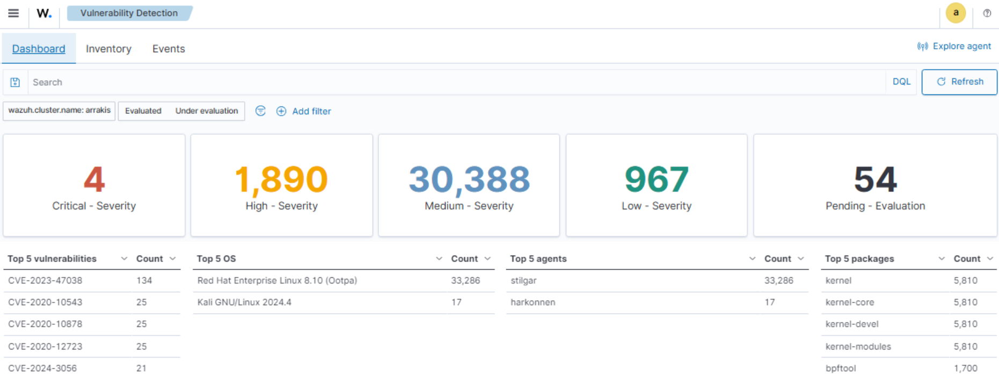 W. Vulnerability Detection a
Dashboard Inventory Events Explore agent
Search DQL Refresh
wazuh.cluster.name: arrakis Evaluated Under evaluation Add filter
4 1,890 30,388 967 54
Critical - Severity High - Severity Medium - Severity Low - Severity Pending - Evaluation
Top 5 vulnerabilities Count Top 5 OS Count Top 5 agents Count Top 5 packages Count
CVE-2023-47038 134 Red Hat Enterprise Linux 8.10 (Ootpa) 33,286 stilgar 33,286 kernel 5,810
CVE-2020-10543 25 Kali GNU/Linux 2024.4 17 harkonnen 17 kernel-core 5,810
CVE-2020-10878 25 kernel-devel 5,810
CVE-2020-12723 25 kernel-modules 5,810
CVE-2024-3056 21 bpftool 1,700